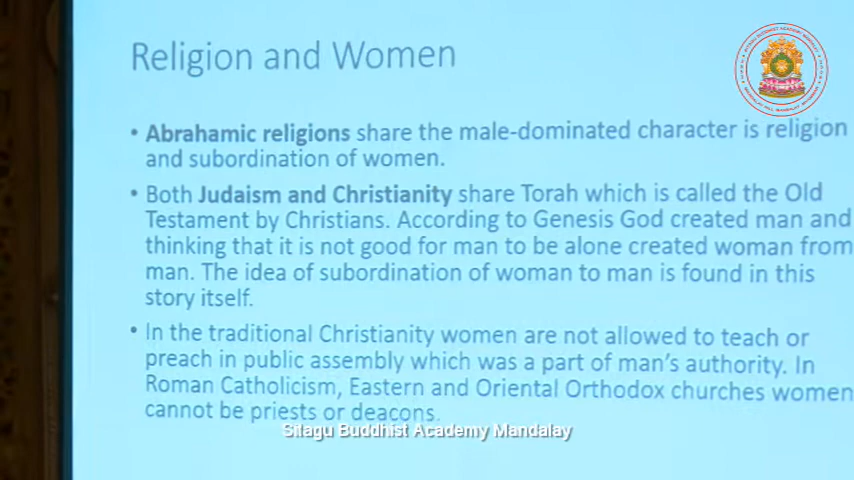 Religion and Women
• Abrahamic religions share the male-dominated character is religion
and subordination of women.
• Both Judaism and Christianity share Torah which is called the Old
Testament by Christians. According to Genesis God created man and
thinking that it is not good for man to be alone created woman from
man. The idea of subordination of woman to man is found in this
story itself.
• In the traditional Christianity women are not allowed to teach or
preach in public assembly which was a part of man's authority. In
Roman Catholicism, Eastern and Oriental Orthodox churches women
cannot be priests or deacons.
Sitagu Buddhist Academy Mandalay